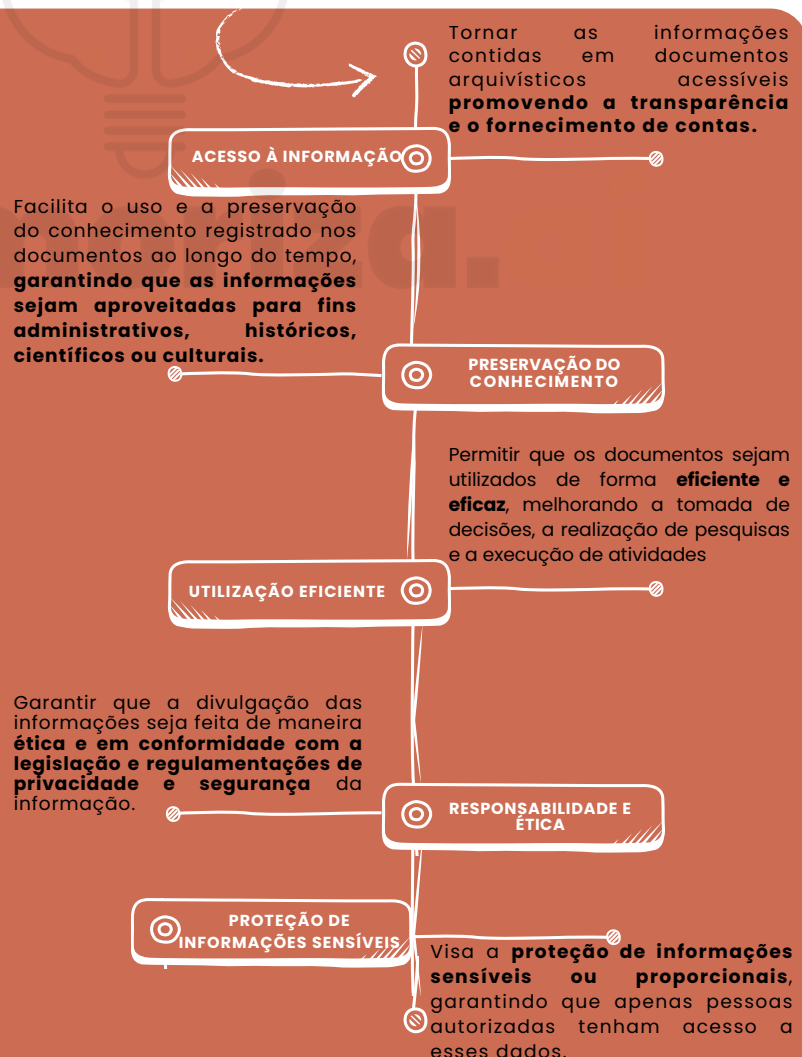 Tornar as informações
contidas em documentos
arquivísticos acessíveis
promovendo a transparência
e o fornecimento de contas.
ACESSO À INFORMAÇÃO
Facilita o uso e a preservação
do conhecimento registrado nos
documentos ao longo do tempo,
garantindo que as informações
sejam aproveitadas para fins
administrativos, históricos,
científicos ou culturais.
PRESERVAÇÃO DO
CONHECIMENTO
Permitir que os documentos sejam
utilizados de forma eficiente e
eficaz, melhorando a tomada de
decisões, a realização de pesquisas
e a execução de atividades
UTILIZAÇÃO EFICIENTE
Garantir que a divulgação das
informações seja feita de maneira
ética e em conformidade com a
legislação e regulamentações de
privacidade e segurança da
informação.
RESPONSABILIDADE E
ÉTICA
PROTEÇÃO DE
INFORMAÇÕES SENSÍVEIS
Visa a proteção de informações
sensíveis ou proporcionais,
garantindo que apenas pessoas
autorizadas tenham acesso a
esses dados.